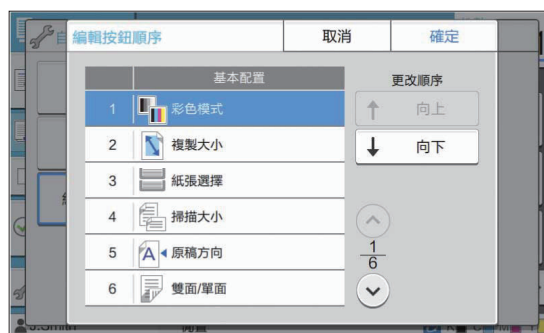 編輯按鈕順序
取消
確定
基本配置
更改順序
1 彩色模式
向上
2 複製大小
向下
3 紙張選擇
4 掃描大小
5 原稿方向
1
6
6 雙面/單面
J.Smith